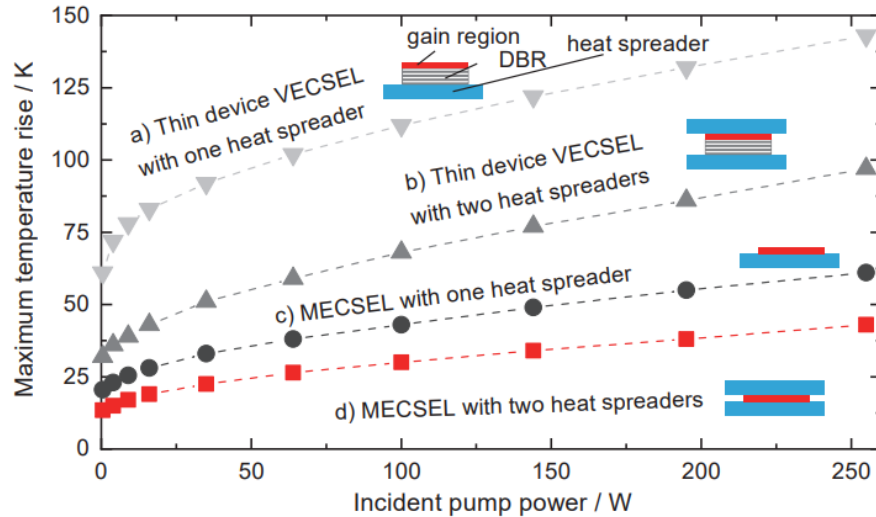 Maximum temperature rise / K
150
125
100
75
50
25
0
gain region
DBR
heat spreader
a) Thin device VECSEL
with one heat spreader
b) Thin device VECSEL
with two heat spreaders
c) MECSEL with one heat spreader
d) MECSEL with two heat spreaders
0
50
100
150
200
250
Incident pump power / W